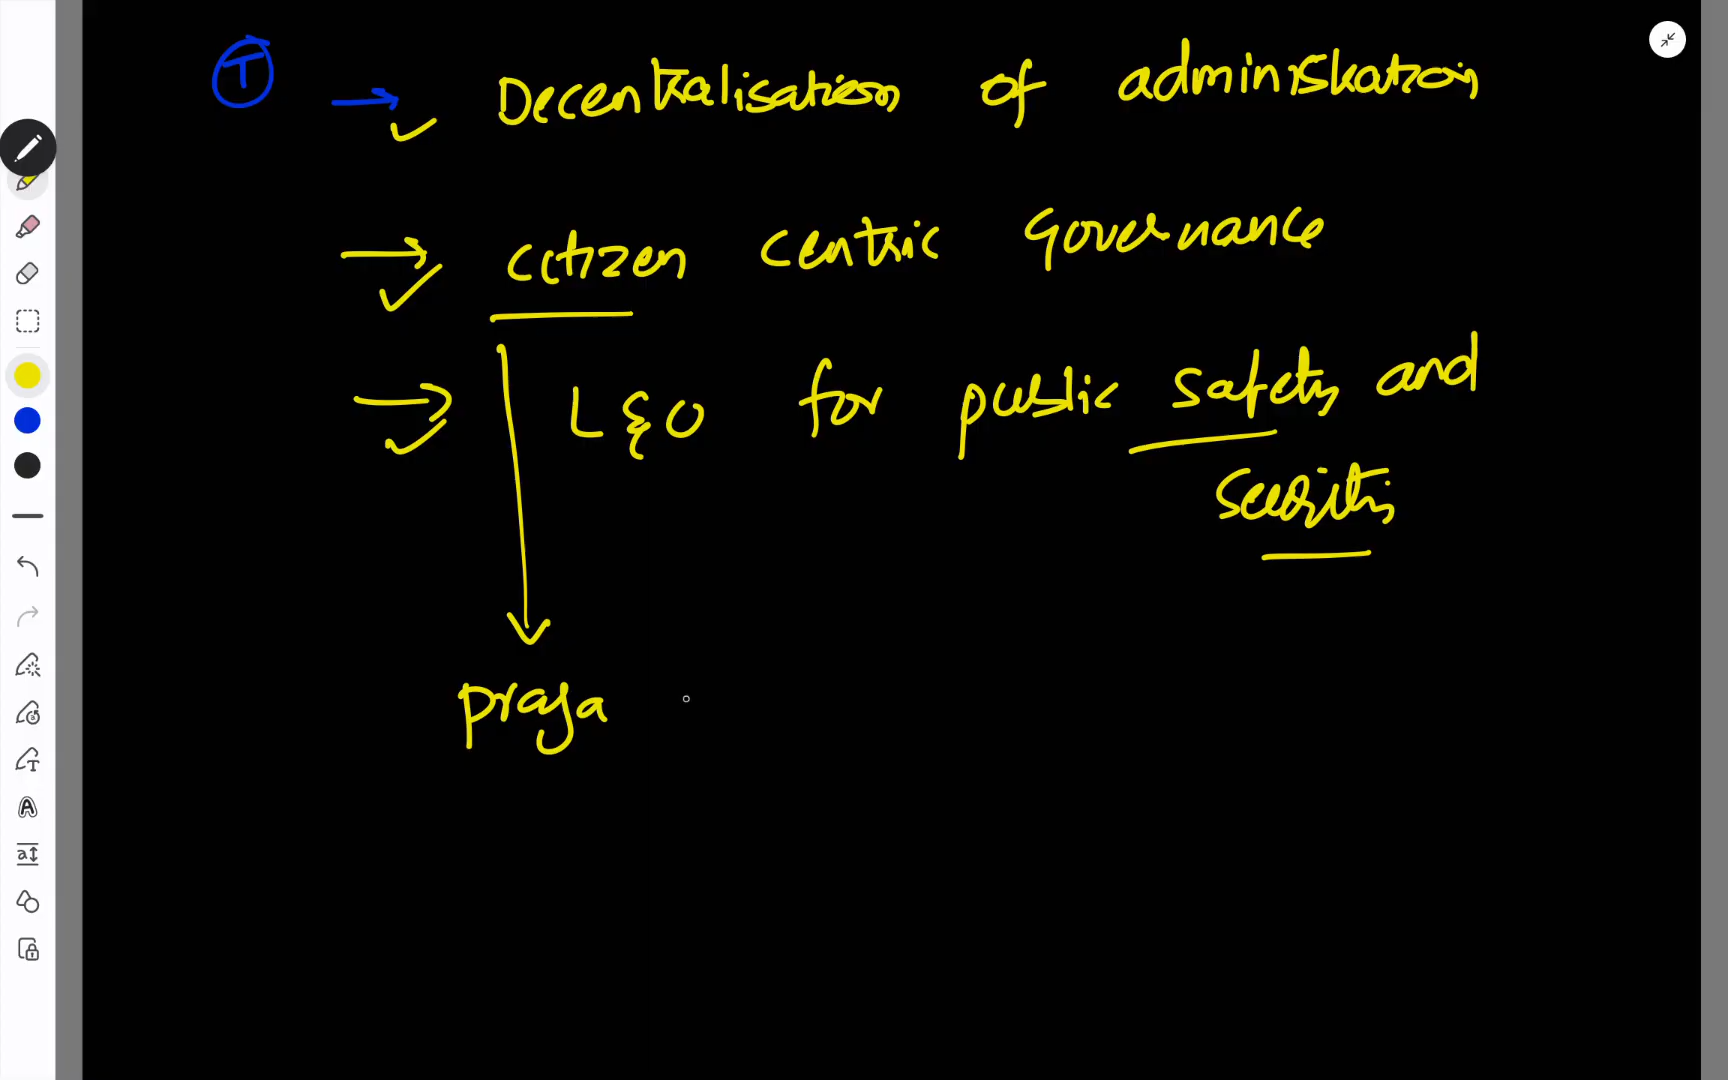 T → Decentralisation of administration
→ citizen centric Governance
→ L & O for public safety and
security
praja